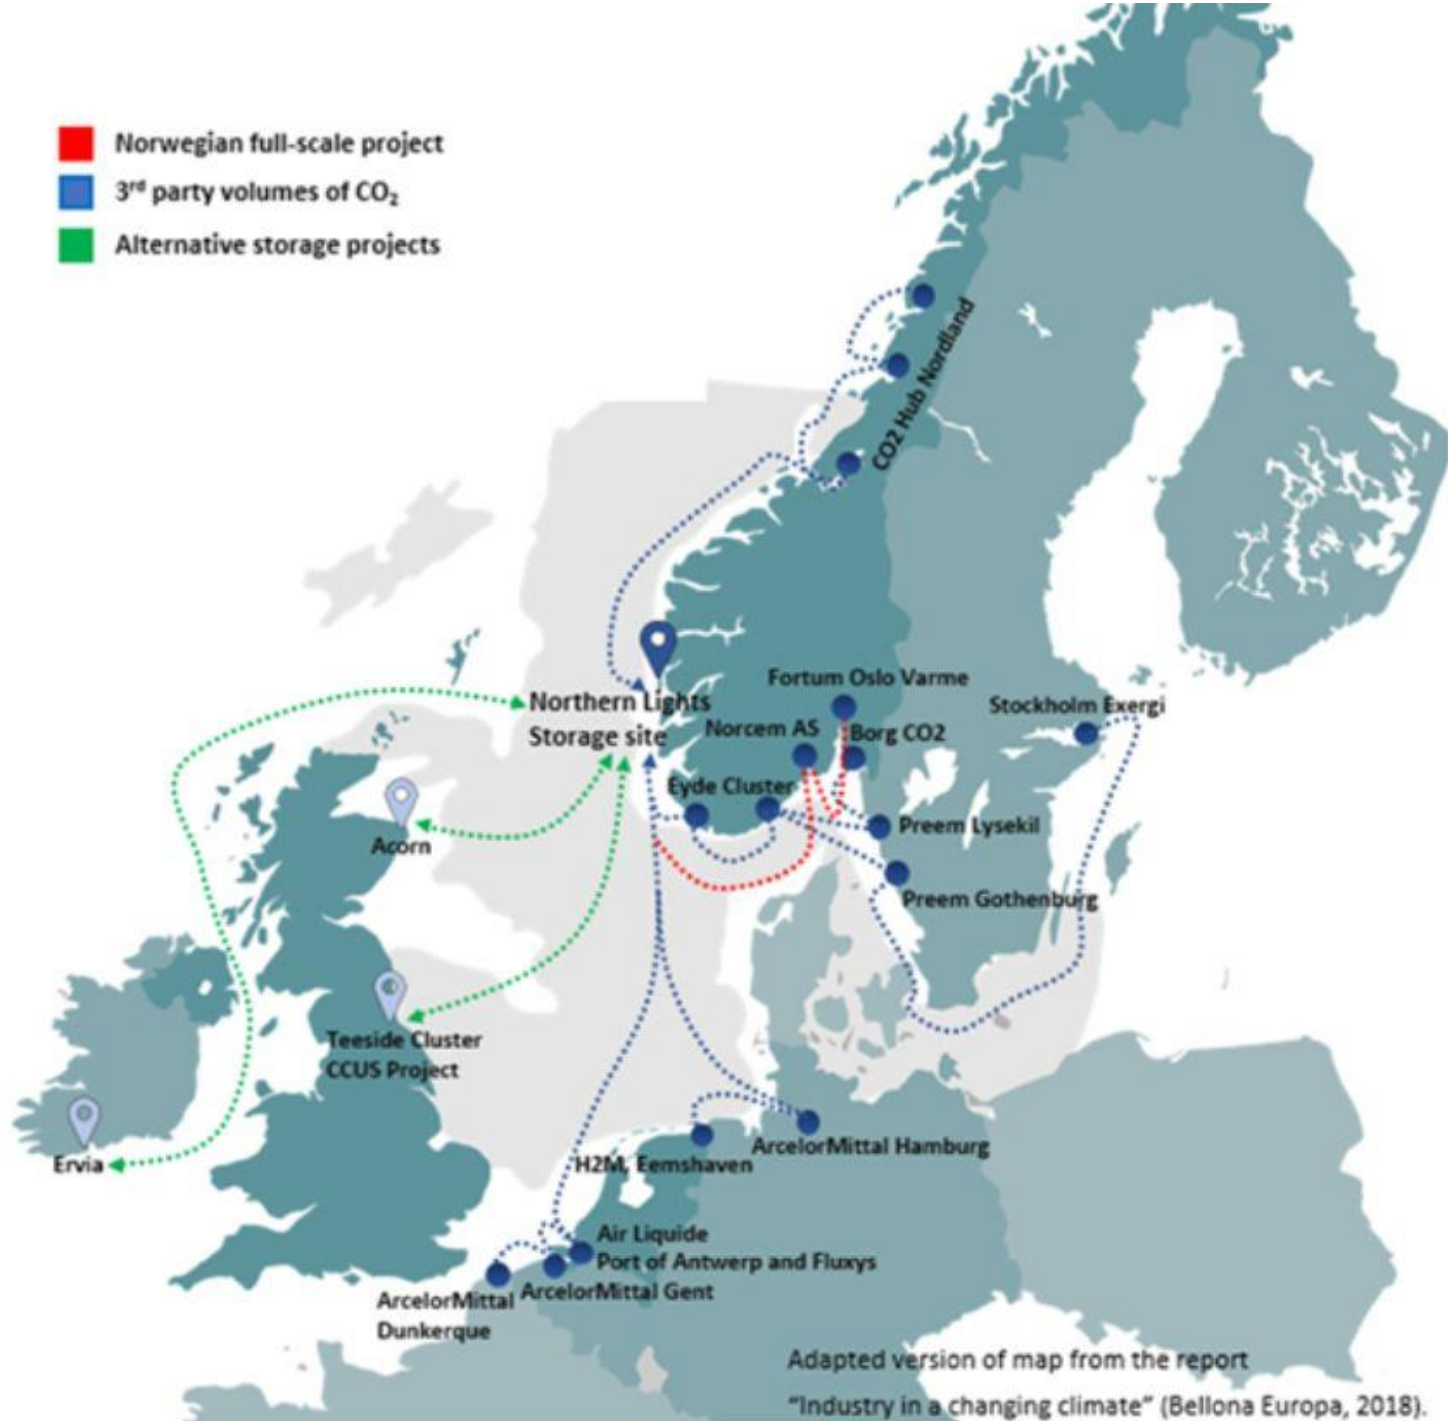 Norwegian full-scale project
3rd party volumes of CO₂
Alternative storage projects
CO2 Hub Nordland
Fortum Oslo Varme
Stockholm Exergi
Northern Lights
Storage site
Norcem AS
Borg CO2
Eyde Cluster
Preem Lysekil
Acorn
Preem Gothenburg
Teeside Cluster
CCUS Project
ArcelorMittal Hamburg
H2M, Eemshaven
Ervia
Air Liquide
Port of Antwerp and Fluxys
ArcelorMittal Gent
ArcelorMittal
Dunkerque
Adapted version of map from the report
“Industry in a changing climate” (Bellona Europa, 2018).